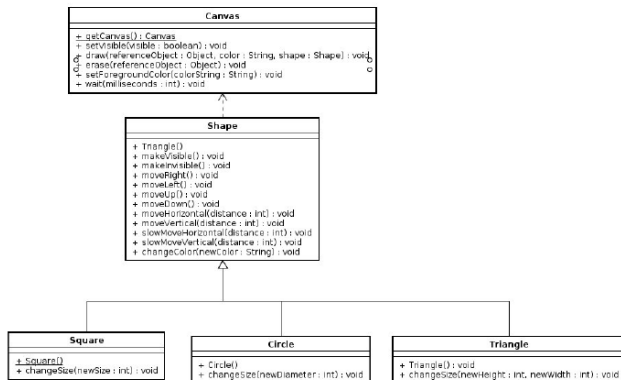 Canvas
+ getCanvas() : Canvas
+ setVisible(visible : boolean) : void
+ draw(referenceObject : Object, color : String, shape : Shape) : void
+ erase(referenceObject : Object) : void
+ setForegroundColor(colorString : String) : void
+ wait(milliseconds : int) : void
Shape
+ Triangle()
+ makeVisible() : void
+ makeInvisible() : void
+ moveRight() : void
+ moveLeft() : void
+ moveUp() : void
+ moveDown() : void
+ moveHorizontal(distance : int) : void
+ moveVertical(distance : int) : void
+ slowMoveHorizontal(distance : int) : void
+ slowMoveVertical(distance : int) : void
+ changeColor(newColor : String) : void
Square
+ Square()
+ changeSize(newSize : int) : void
Circle
+ Circle()
+ changeSize(newDiameter : int) : void
Triangle
+ Triangle() : void
+ changeSize(newHeight : int, newWidth : int) : void